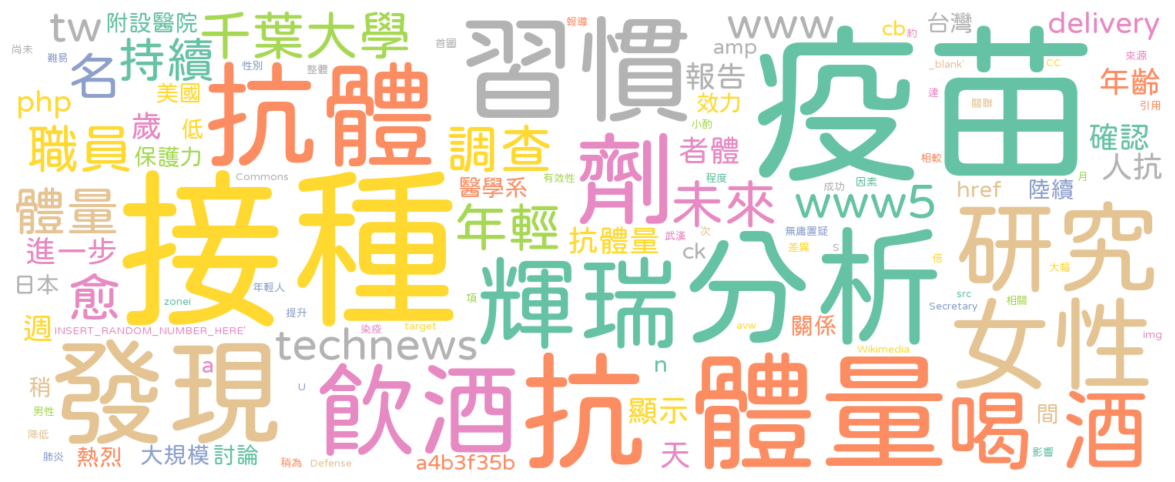 尚未
tw
附設醫院
千葉大學
首圖
習慣
報導
www
cb
約
台灣
delivery
難易
名
持續
性別
整體
amp
報告
疫苗
_blank'
CC
來源
php
美國
抗體
效力
達
關聯
年齡
引用
職員
歲
低
調查
小酌
確認
保護力
劑
者體
相較
人抗
Commons
醫學系
有效性
程度
成功
因素
月
體量
接種
未來
www5
href
陸續
年輕
抗體量
武漢
次
無庸置疑
研究
進一步
ck
差異
s
倍
大幅
日本
愈
年輕人
輝瑞
分析
zonei
項
src
相關
提升
Secretary
週
INSERT_RANDOM_NUMBER_HERE'
染疫
target
avw
關係
女性
img
technews
Wikimedia
發現
a
n
稍
U
飲酒
抗體量
喝酒
男性
顯示
間
降低
肺炎
熱烈
大規模
討論
稍為
Defense
a4b3f35b
天
影響